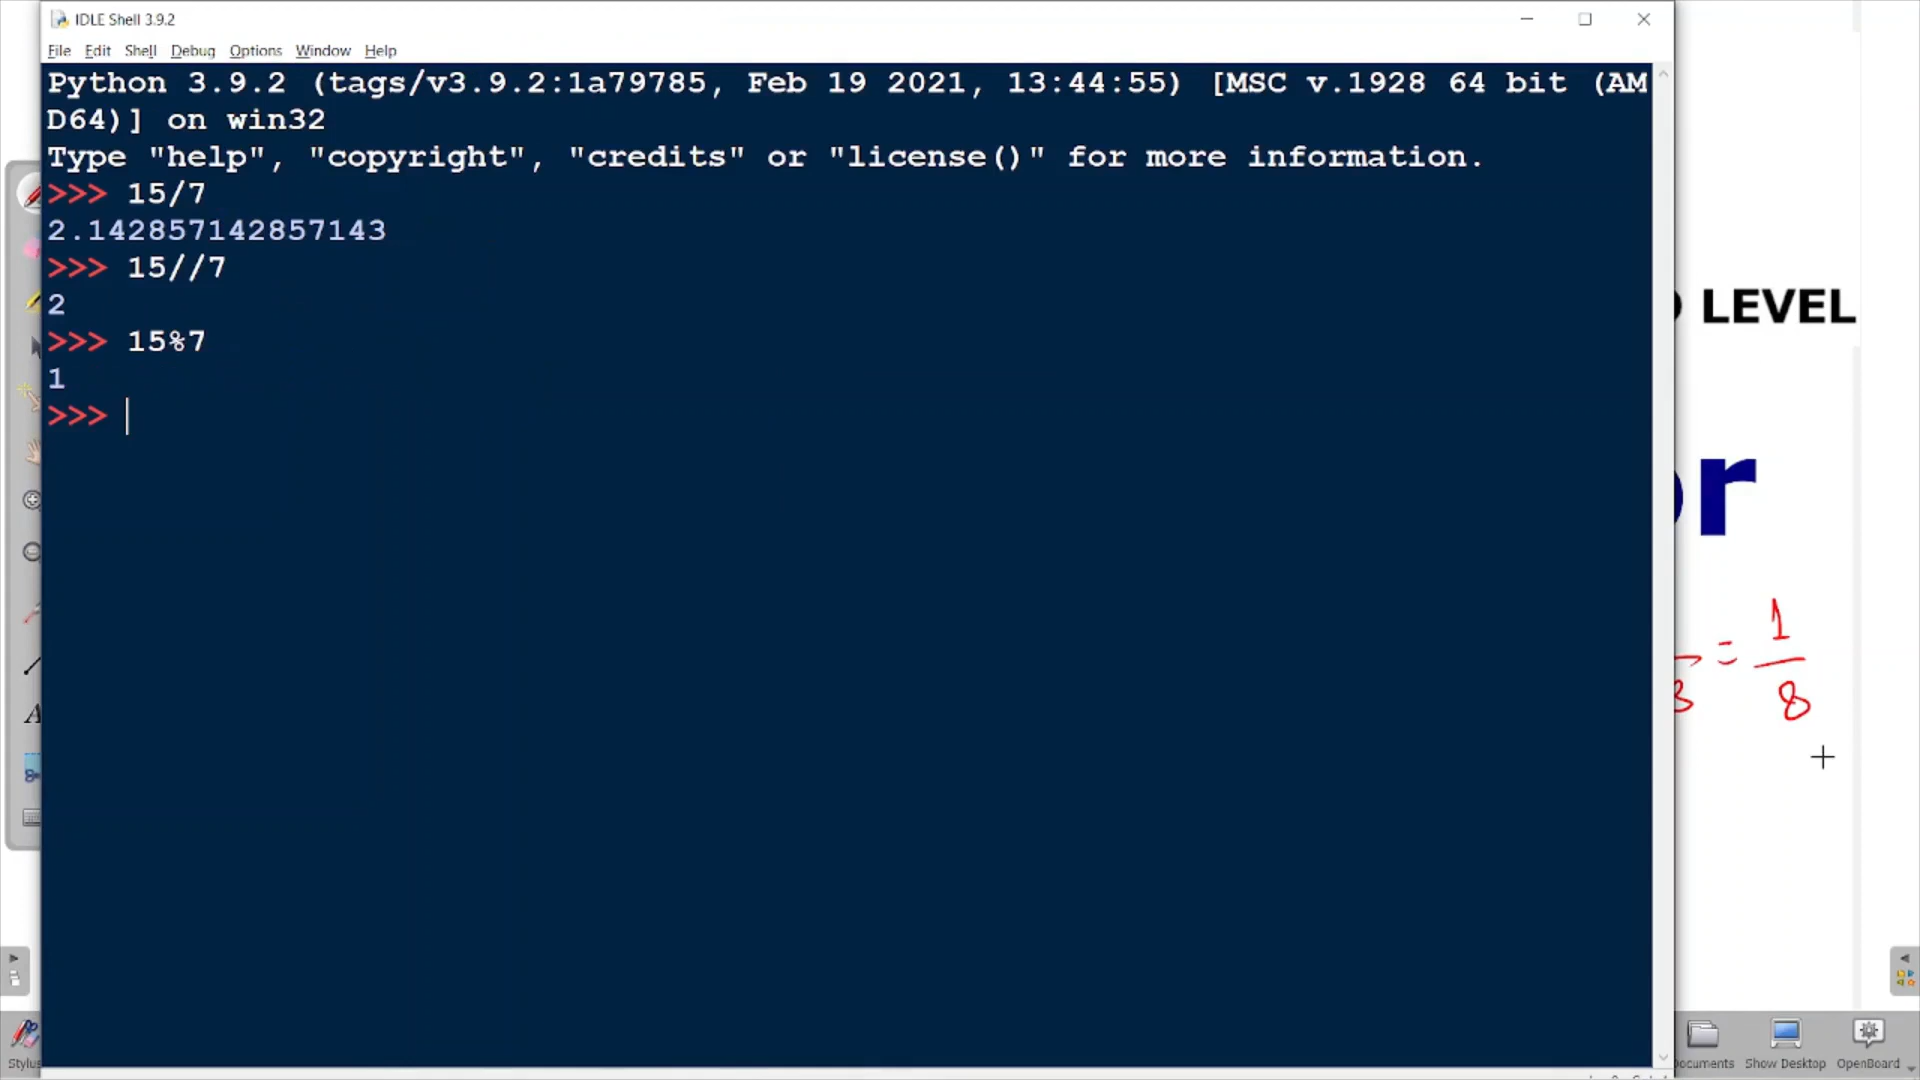 IDLE Shell 3.9.2
File Edit Shell Debug Options Window Help
Python 3.9.2 (tags/v3.9.2:1a79785, Feb 19 2021, 13:44:55) [MSC v.1928 64 bit (AM
D64)] on win32
Type "help", "copyright", "credits" or "license()" for more information.
>>> 15/7
2.142857142857143
>>> 15//7
2
>>> 15%7
1
>>>
LEVEL
r
= 1
8
Stylus
Documents Show Desktop OpenBoard